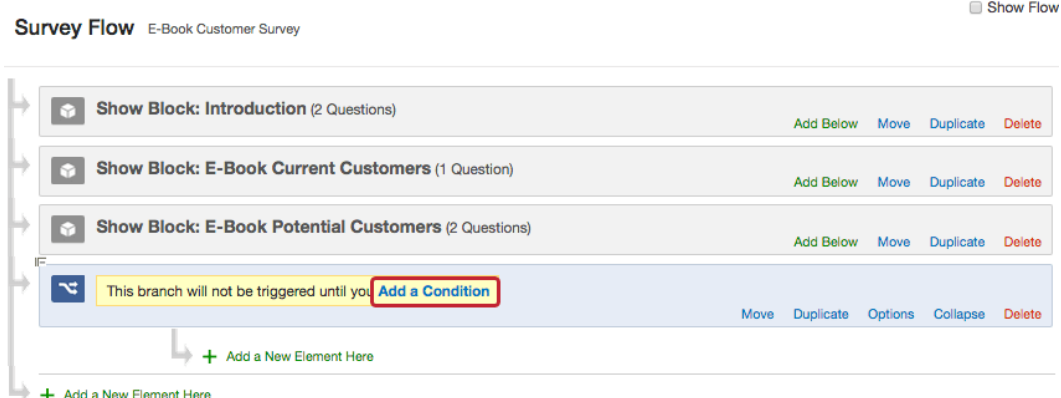 Show Flow
Survey Flow E-Book Customer Survey
Show Block: Introduction (2 Questions)
Add Below Move Duplicate Delete
Show Block: E-Book Current Customers (1 Question)
Add Below Move Duplicate Delete
Show Block: E-Book Potential Customers (2 Questions)
Add Below Move Duplicate Delete
This branch will not be triggered until you Add a Condition
Move Duplicate Options Collapse Delete
+ Add a New Element Here
+ Add a New Element Here